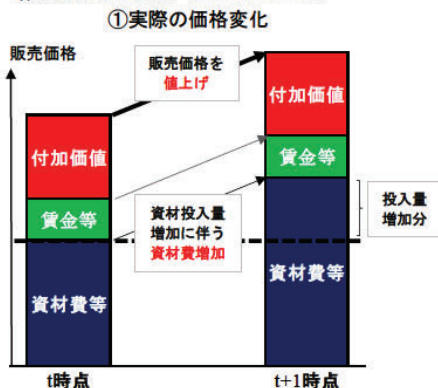 ①実際の価格変化
販売価格
販売価格を
値上げ
付加価値
付加価値
賃金等
賃金等
資材投入量
増加に伴う
資材費増加
投入量
増加分
資材費等
資材費等
t時点
t+1時点